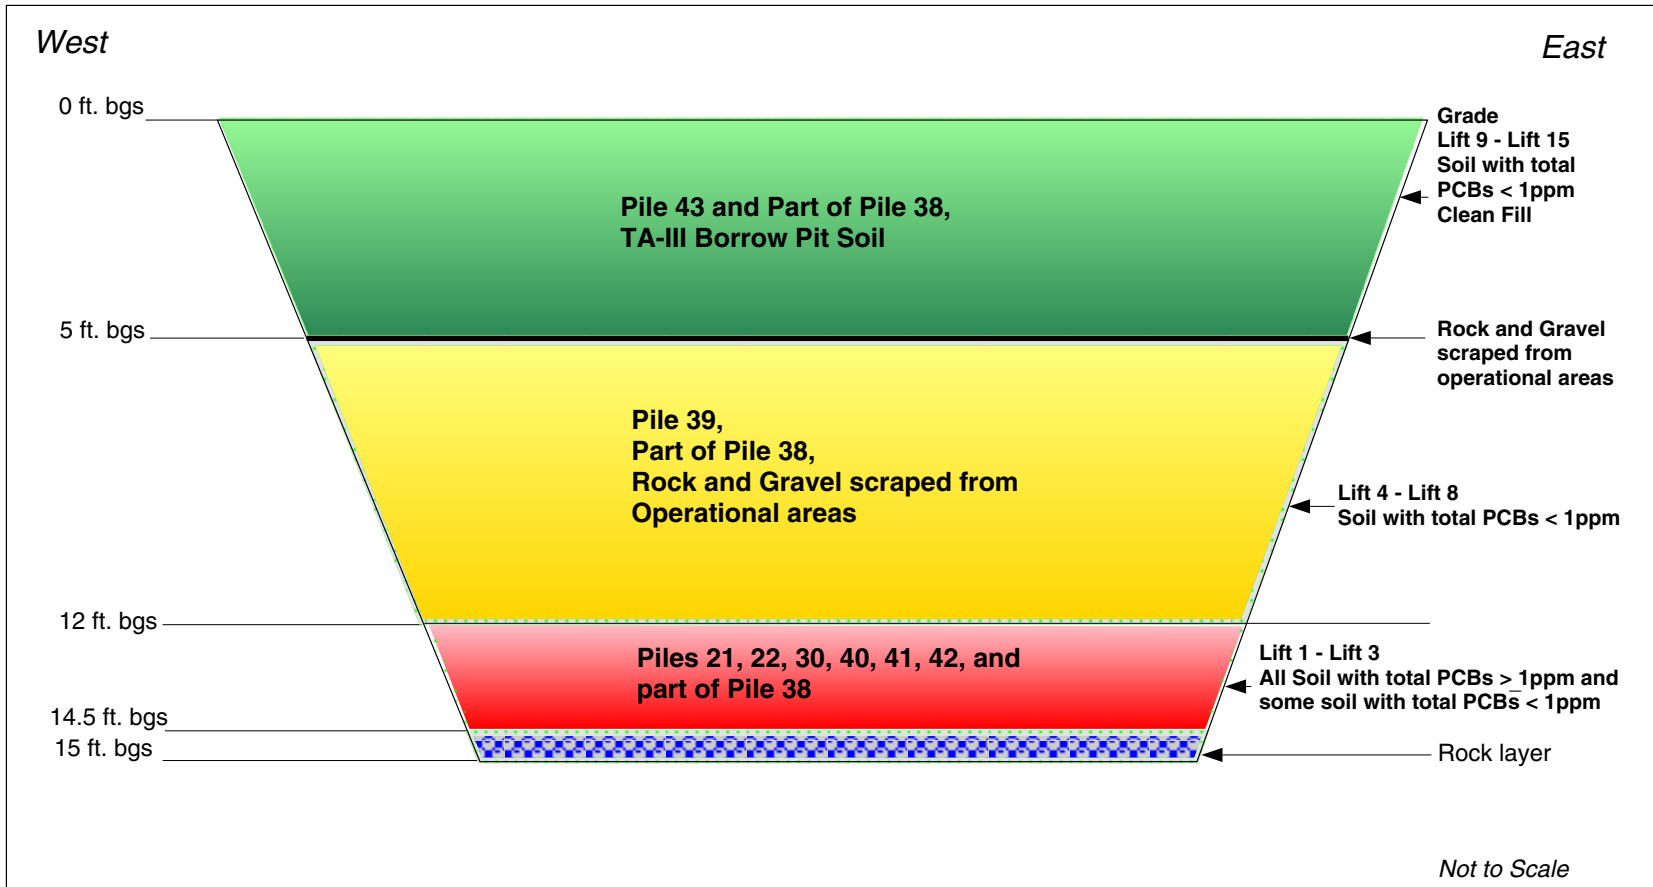 West
East
0 ft. bgs
Grade
Lift 9 - Lift 15
Soil with total
PCBs < 1ppm
Clean Fill
Pile 43 and Part of Pile 38,
TA-III Borrow Pit Soil
5 ft. bgs
Rock and Gravel
scraped from
operational areas
Pile 39,
Part of Pile 38,
Rock and Gravel scraped from
Operational areas
Lift 4 - Lift 8
Soil with total PCBs < 1ppm
12 ft. bgs
Piles 21, 22, 30, 40, 41, 42, and
part of Pile 38
Lift 1 - Lift 3
All Soil with total PCBs > 1ppm and
some soil with total PCBs < 1ppm
14.5 ft. bgs
15 ft. bgs
Rock layer
Not to Scale